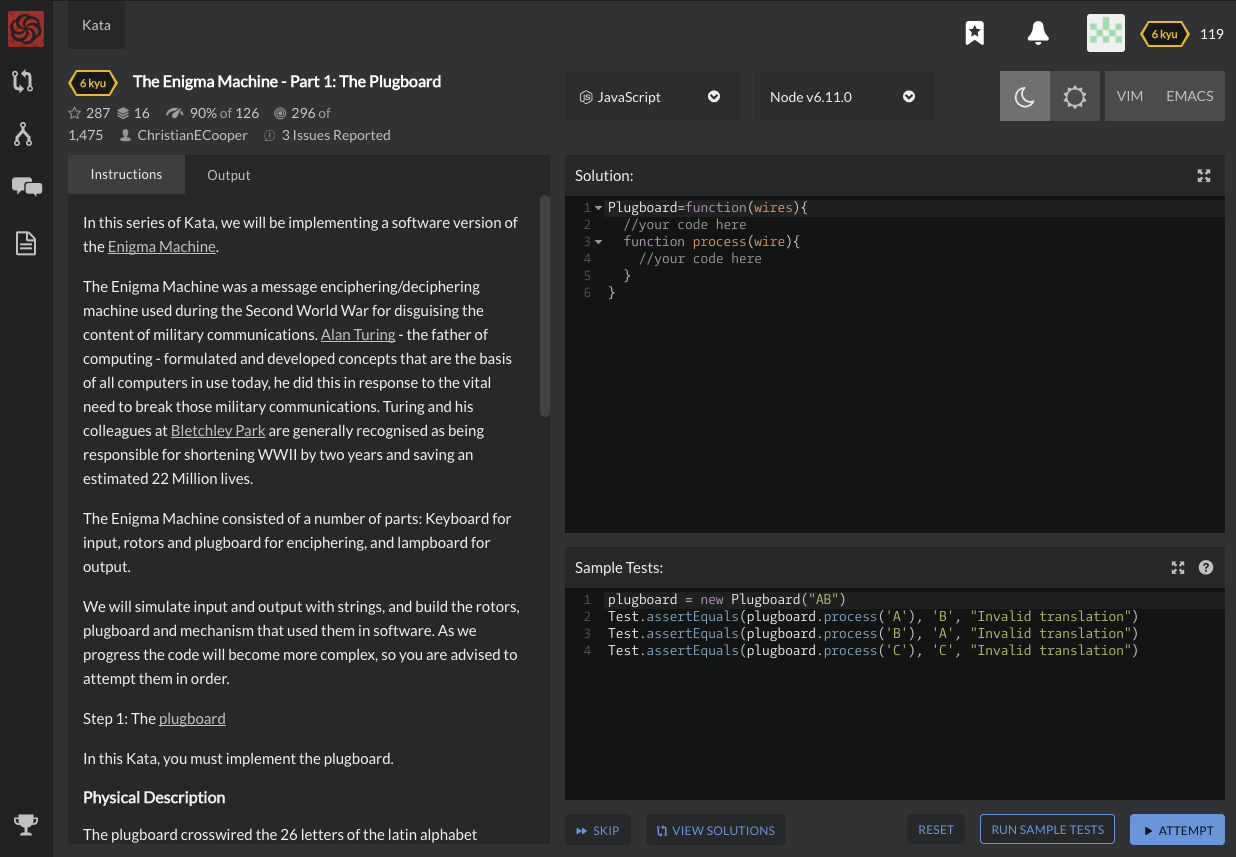 Kata
6 kyu 119
6 kyu The Enigma Machine - Part 1: The Plugboard
287 16 90% of 126 296 of
1,475 ChristianECooper 3 Issues Reported
JavaScript
Node v6.11.0
VIM EMACS
Instructions Output
In this series of Kata, we will be implementing a software version of
the Enigma Machine.
The Enigma Machine was a message enciphering/deciphering
machine used during the Second World War for disguising the
content of military communications. Alan Turing - the father of
computing - formulated and developed concepts that are the basis
of all computers in use today, he did this in response to the vital
need to break those military communications. Turing and his
colleagues at Bletchley Park are generally recognised as being
responsible for shortening WWII by two years and saving an
estimated 22 Million lives.
The Enigma Machine consisted of a number of parts: Keyboard for
input, rotors and plugboard for enciphering, and lampboard for
output.
We will simulate input and output with strings, and build the rotors,
plugboard and mechanism that used them in software. As we
progress the code will become more complex, so you are advised to
attempt them in order.
Step 1: The plugboard
In this Kata, you must implement the plugboard.
Physical Description
The plugboard crosswired the 26 letters of the latin alphabet
Solution:
1 Plugboard=function(wires){
2 //your code here
3 function process(wire){
4 //your code here
5 }
6 }
Sample Tests:
1 plugboard = new Plugboard("AB")
2 Test.assertEquals(plugboard.process('A'), 'B', "Invalid translation")
3 Test.assertEquals(plugboard.process('B'), 'A', "Invalid translation")
4 Test.assertEquals(plugboard.process('C'), 'C', "Invalid translation")
SKIP VIEW SOLUTIONS RESET RUN SAMPLE TESTS ATTEMPT